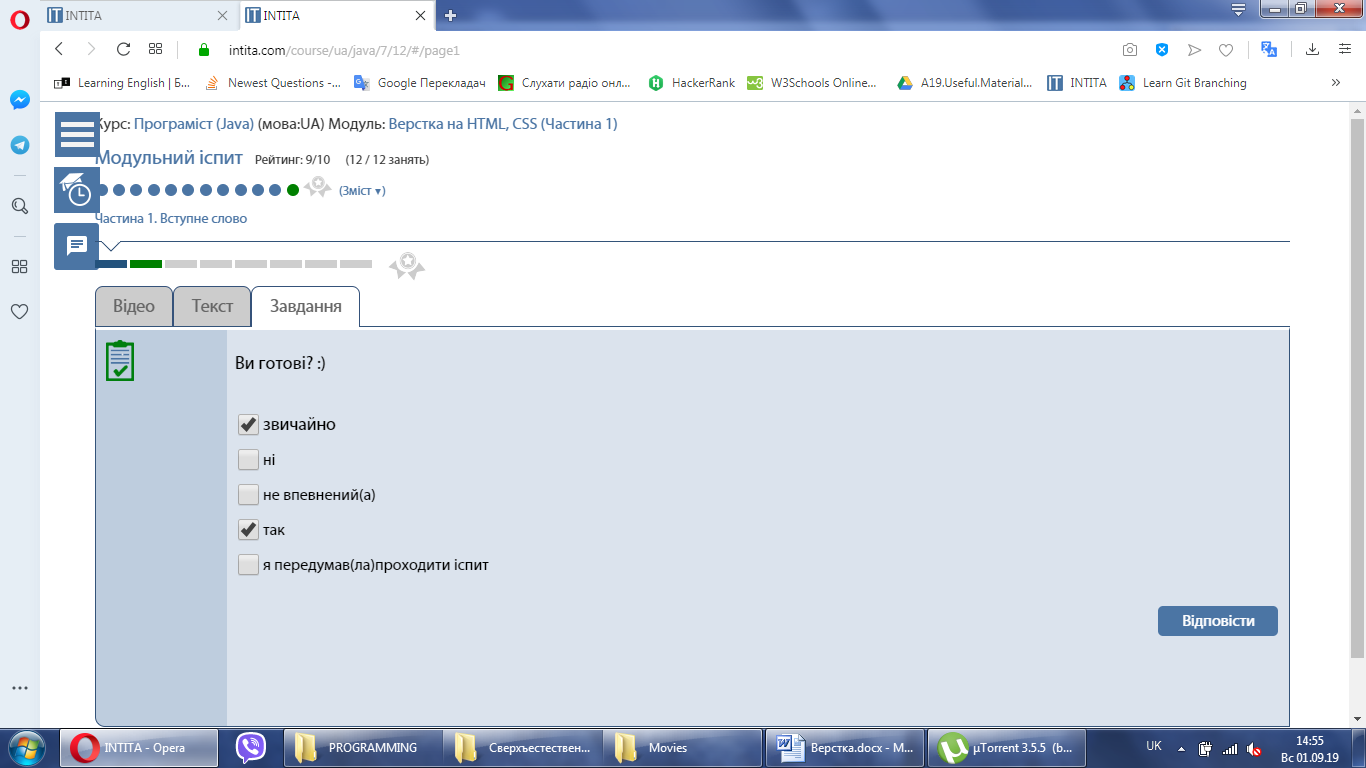 INTITA
INTITA
intita.com/course/ua/java/7/12/#/page1
Learning English | Б...
Newest Questions -...
Google Перекладач
Слухати радіо онл...
HackerRank
W3Schools Online...
A19.Useful.Material...
INTITA
Learn Git Branching
»
Курс: Програміст (Java) (мова:UA) Модуль: Верстка на HTML, CSS (Частина 1)
Модульний іспит Рейтинг: 9/10 (12 / 12 занять)
(Зміст ▾)
Частина 1. Вступне слово
Відео
Текст
Завдання
Ви готові? :)
звичайно
ні
не впевнений(а)
так
я передумав(ла)проходити іспит
Відповісти
INTITA - Opera
PROGRAMMING
Сверхъестествен...
Movies
Верстка.docx - M...
µTorrent 3.5.5 (b...
UK
14:55
Вс 01.09.19